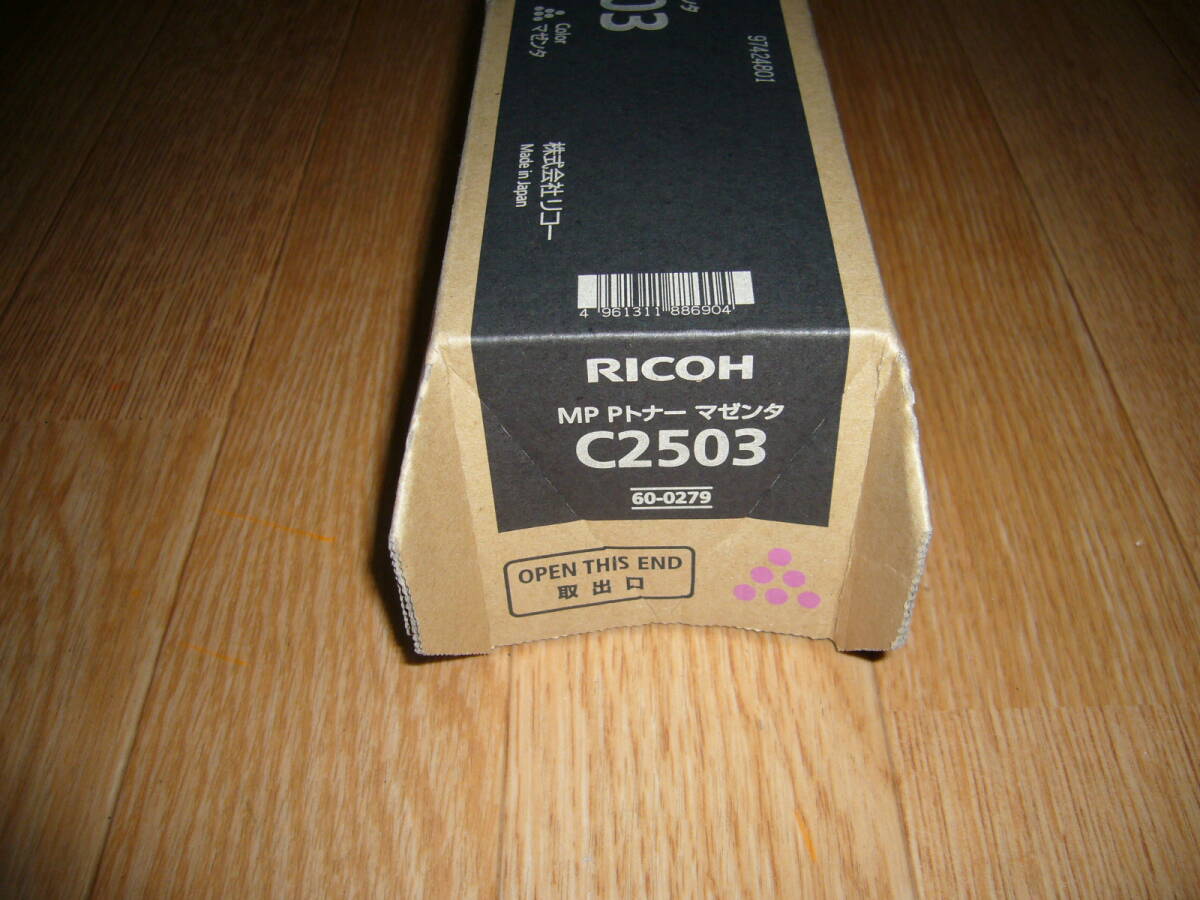 03
Color
マゼンタ
97424801
株式会社リコー
Made in Japan
4 961311 886904
RICOH
MP Pトナー マゼンタ
C2503
60-0279
OPEN THIS END
取出口